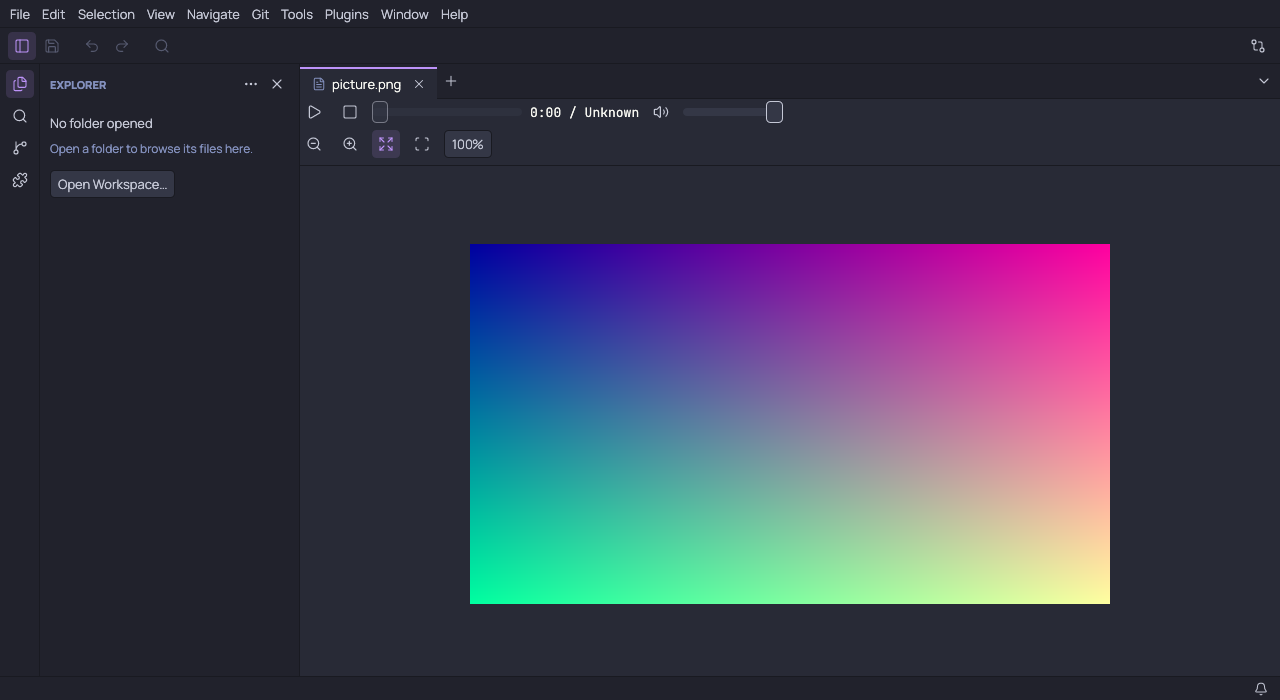 File Edit Selection View Navigate Git Tools Plugins Window Help
EXPLORER
No folder opened
Open a folder to browse its files here.
Open Workspace...
picture.png
0:00 / Unknown
100%